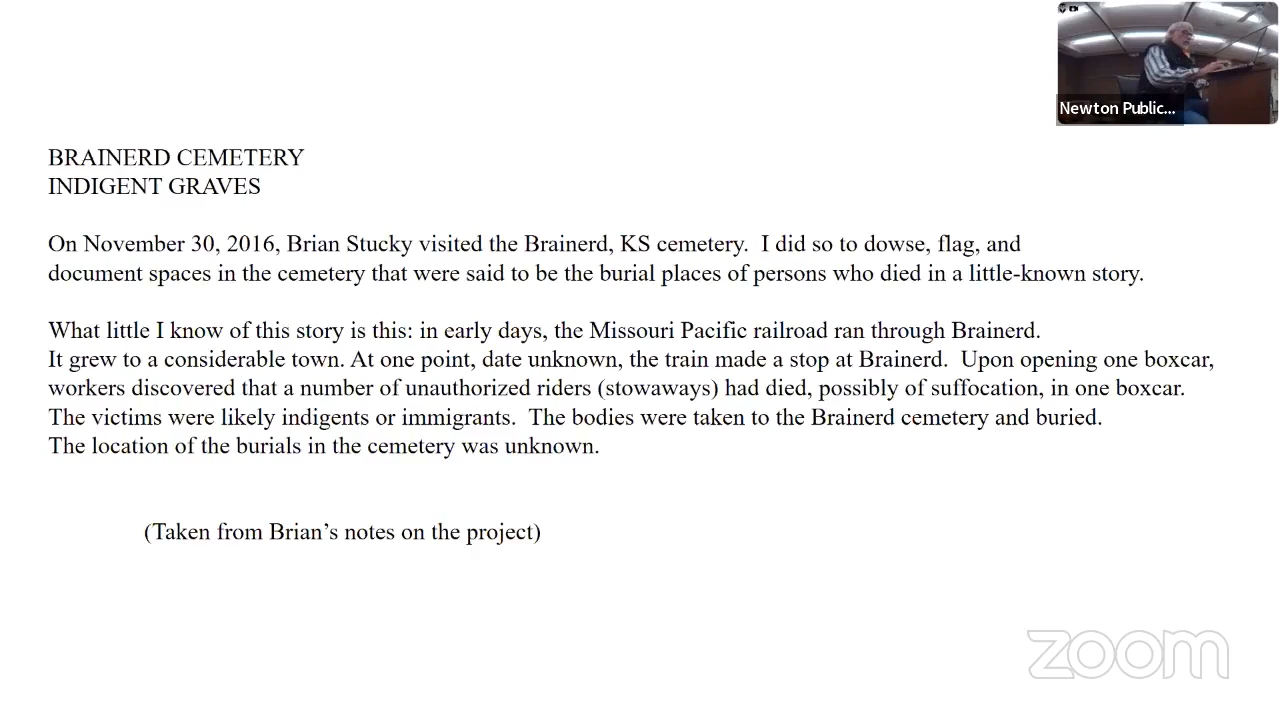 Newton Public...
BRAINERD CEMETERY
INDIGENT GRAVES
On November 30, 2016, Brian Stucky visited the Brainerd, KS cemetery.  I did so to dowse, flag, and
document spaces in the cemetery that were said to be the burial places of persons who died in a little-known story.
What little I know of this story is this: in early days, the Missouri Pacific railroad ran through Brainerd.
It grew to a considerable town. At one point, date unknown, the train made a stop at Brainerd.  Upon opening one boxcar,
workers discovered that a number of unauthorized riders (stowaways) had died, possibly of suffocation, in one boxcar.
The victims were likely indigents or immigrants.  The bodies were taken to the Brainerd cemetery and buried.
The location of the burials in the cemetery was unknown.
(Taken from Brian’s notes on the project)
zoom